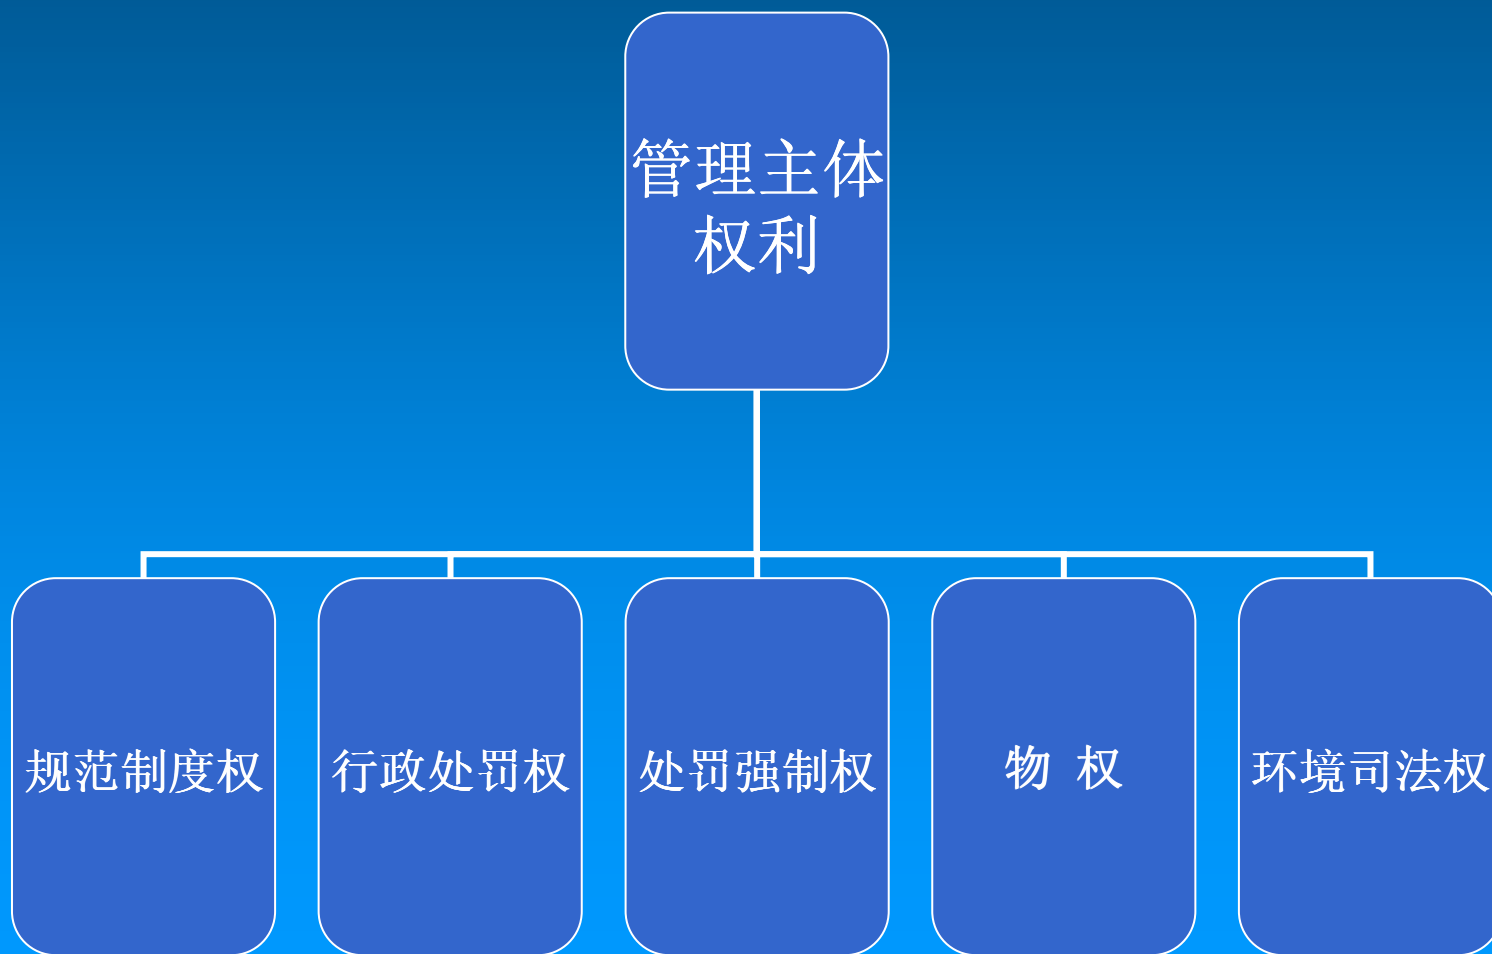 管理主体
权利
规范制度权
行政处罚权
处罚强制权
物 权
环境司法权